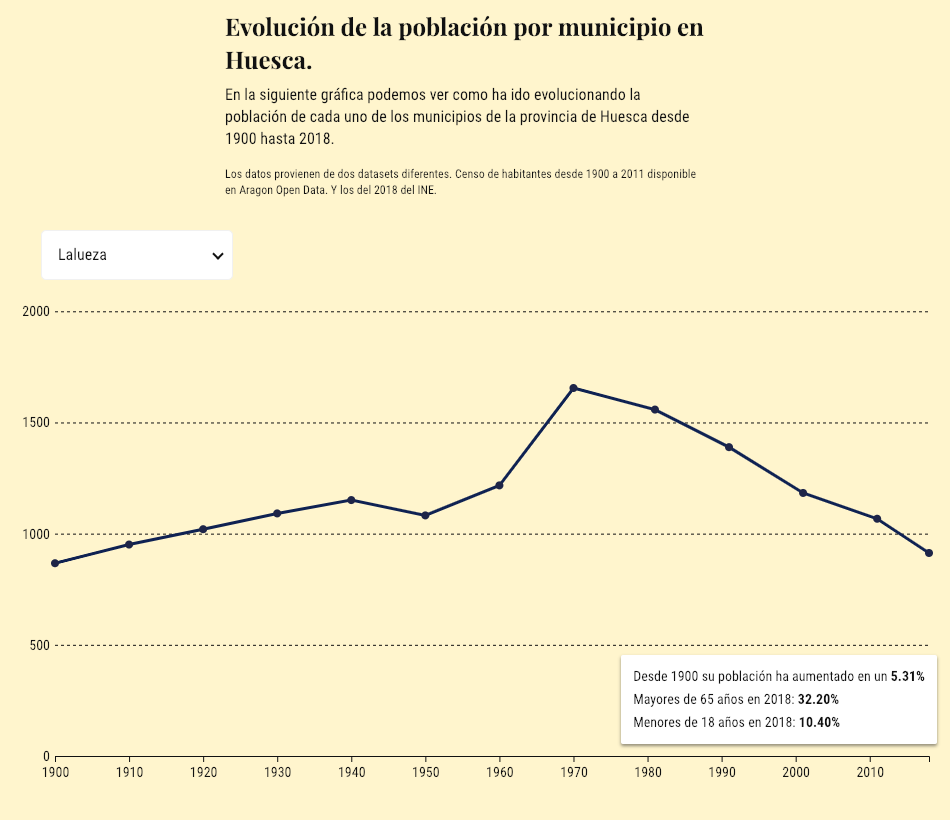 Evolución de la población por municipio en
Huesca.
En la siguiente gráfica podemos ver como ha ido evolucionando la
población de cada uno de los municipios de la provincia de Huesca desde
1900 hasta 2018.
Los datos provienen de dos datasets diferentes. Censo de habitantes desde 1900 a 2011 disponible
en Aragon Open Data. Y los del 2018 del INE.
Lalueza
2000
1500
1000
500
Desde 1900 su población ha aumentado en un 5.31%
Mayores de 65 años en 2018: 32.20%
Menores de 18 años en 2018: 10.40%
0
1900 1910 1920 1930 1940 1950 1960 1970 1980 1990 2000 2010